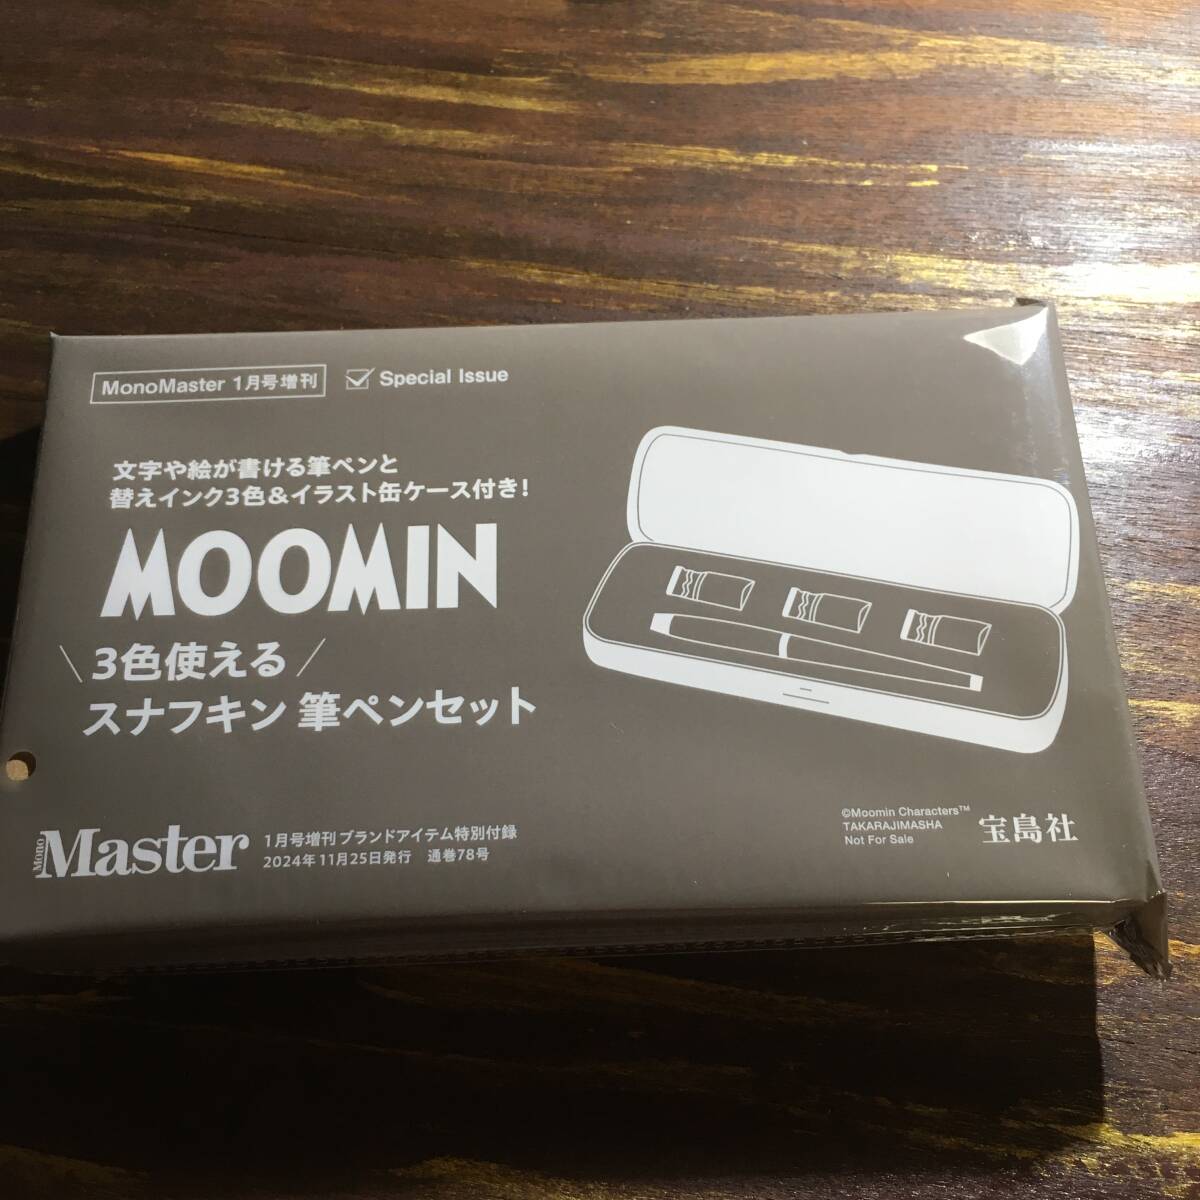 MonoMaster 1月号増刊
Special Issue
文字や絵が書ける筆ペンと
替えインク3色&イラスト缶ケース付き!
MOOMIN
\ 3色使える /
スナフキン 筆ペンセット
Mono Master
1月号増刊 ブランドアイテム特別付録
2024年11月25日発行 通巻78号
©Moomin Characters™
TAKARAJIMASHA
Not For Sale
宝島社